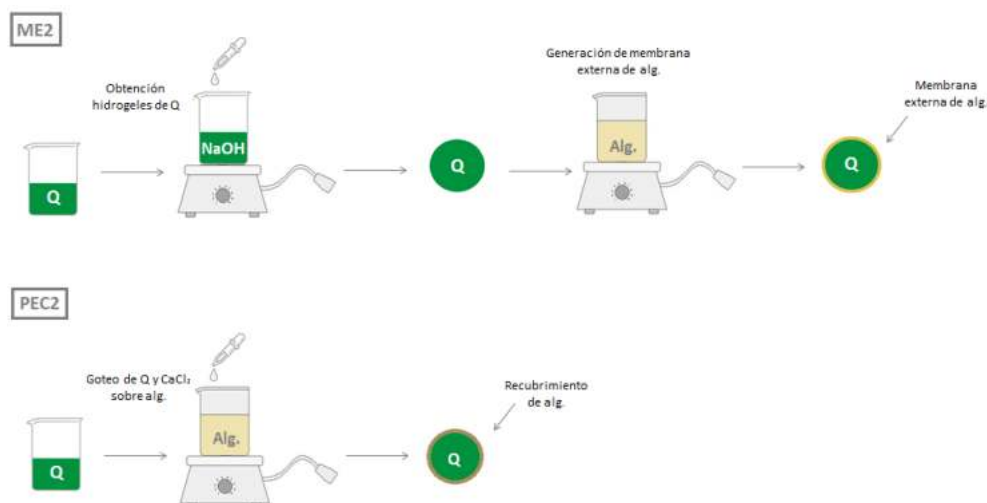 ME2
Obtención
hidrogeles de Q
Q
NaOH
Q
Generación de membrana
externa de alg.
Alg.
Membrana
externa de alg.
Q
PEC2
Goteo de Q y CaCl₂
sobre alg.
Q
Alg.
Recubrimiento
de alg.
Q